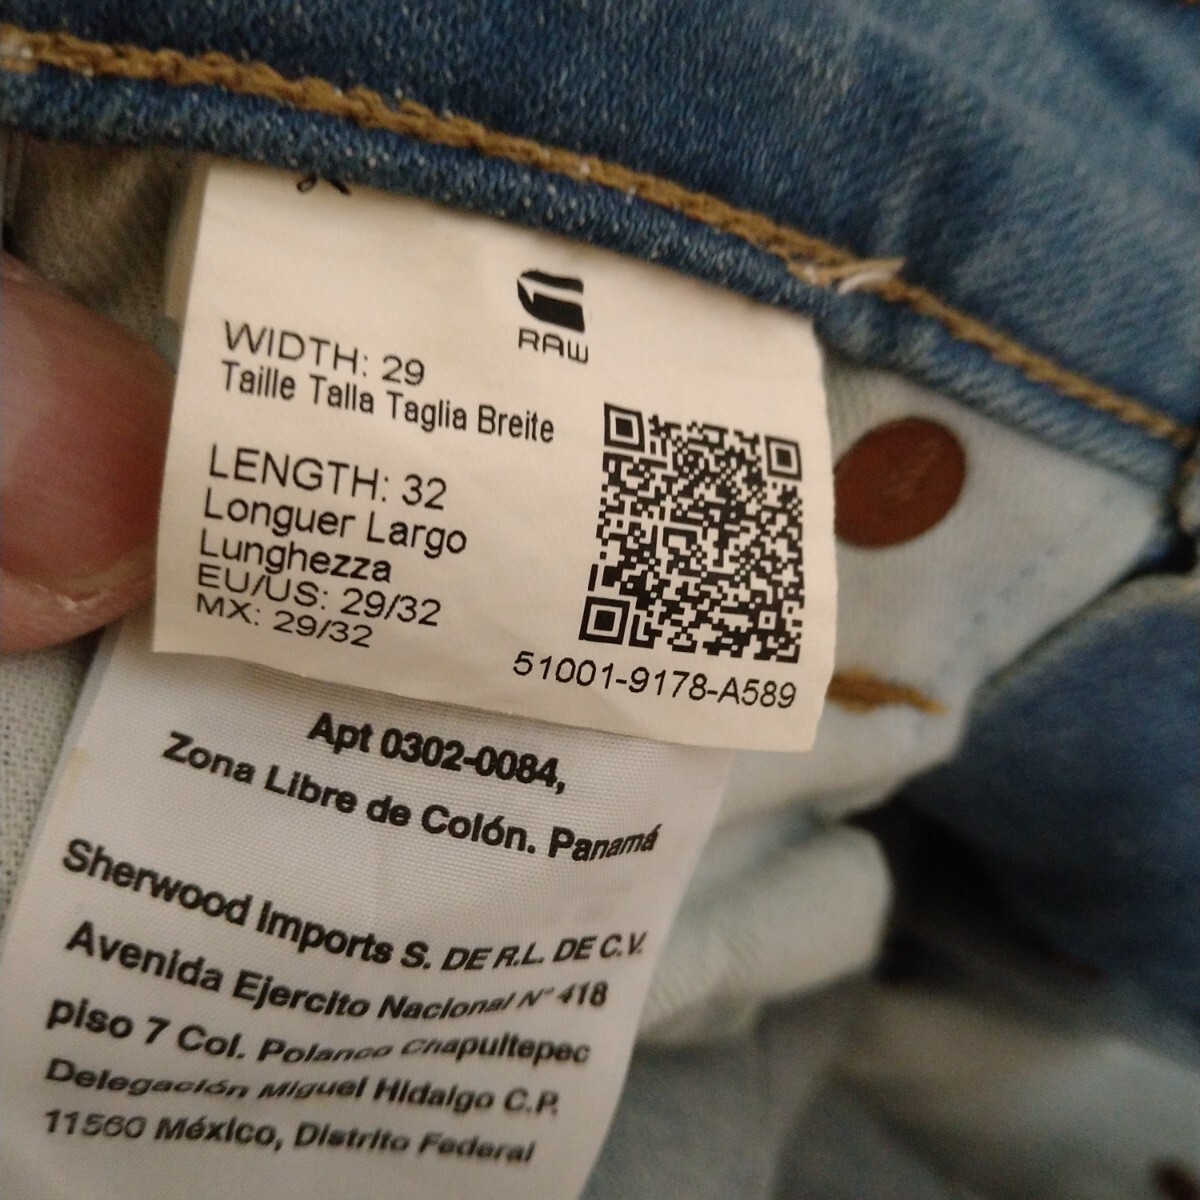 RAW
WIDTH: 29
Taille Talla Taglia Breite
LENGTH: 32
Longuer Largo
Lunghezza
EU/US: 29/32
MX: 29/32
51001-9178-A589
Apt 0302-0084,
Zona Libre de Colón. Panamá
Sherwood Imports S. DE R.L. DE C.V.
Avenida Ejercito Nacional N° 418
piso 7 Col. Polanco Chapultepec
Delegación Miguel Hidalgo C.P.
11560 México, Distrito Federal